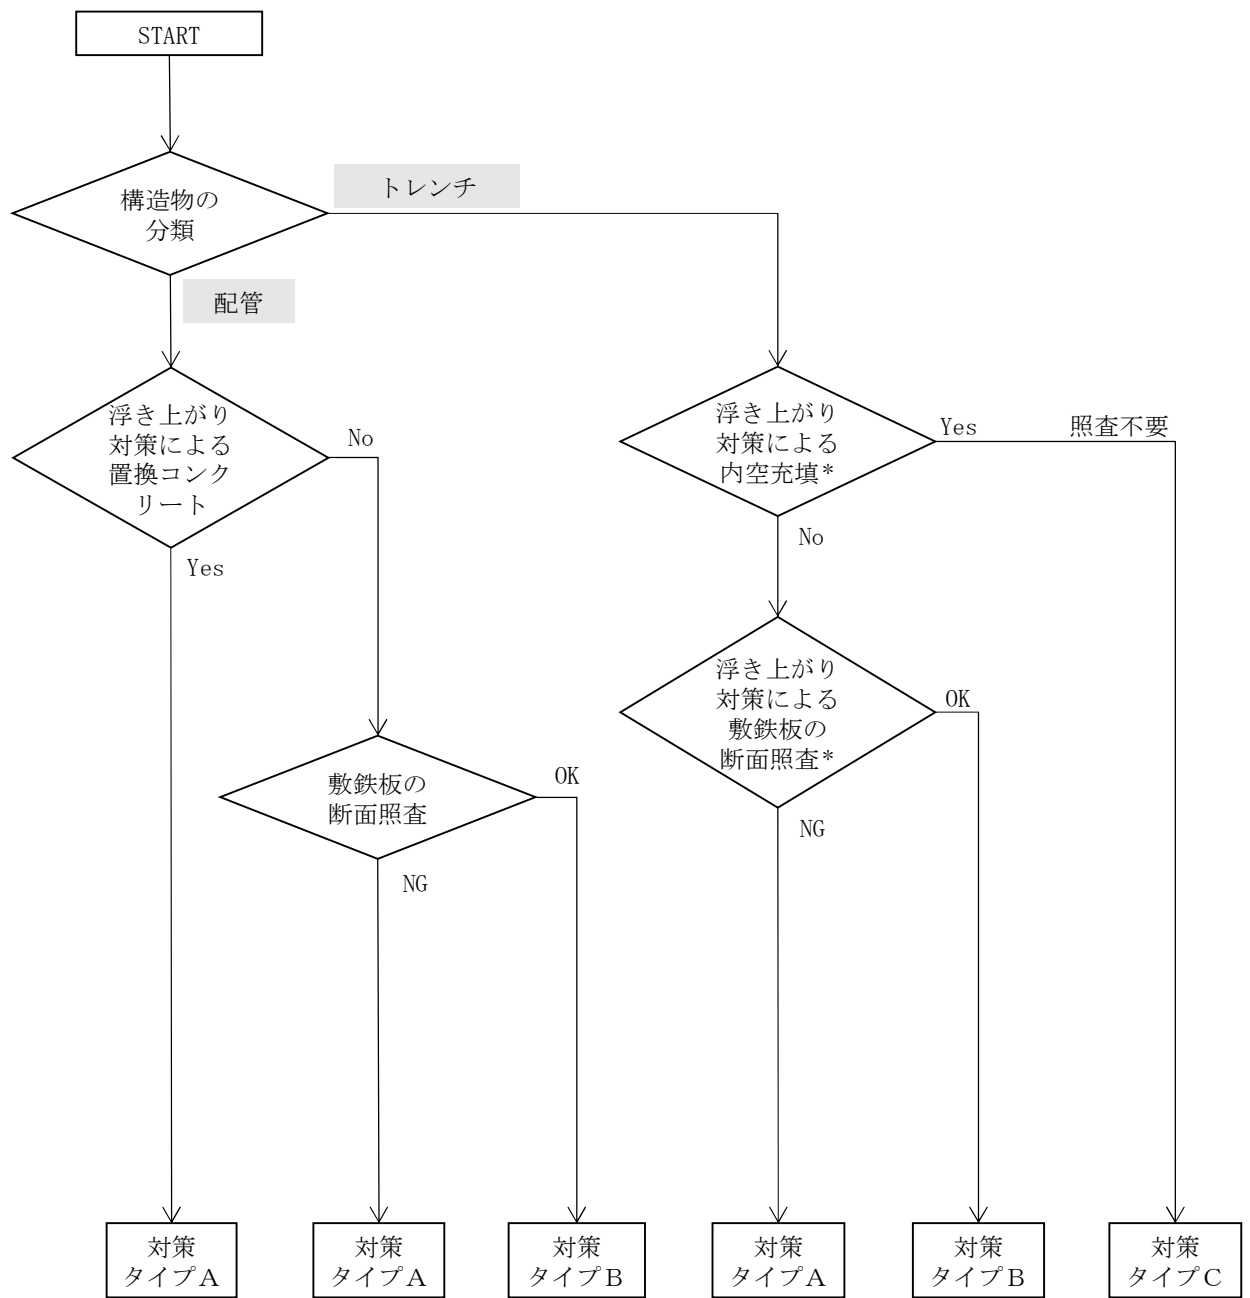 START
構造物の
分類
トレンチ
配管
浮き上がり
対策による
置換コンク
リート
No
Yes
浮き上がり
対策による
内空充填*
Yes
照査不要
No
浮き上がり
対策による
敷鉄板の
断面照査*
OK
NG
敷鉄板の
断面照査
OK
NG
対策
タイプＡ
対策
タイプＡ
対策
タイプＢ
対策
タイプＡ
対策
タイプＢ
対策
タイプＣ